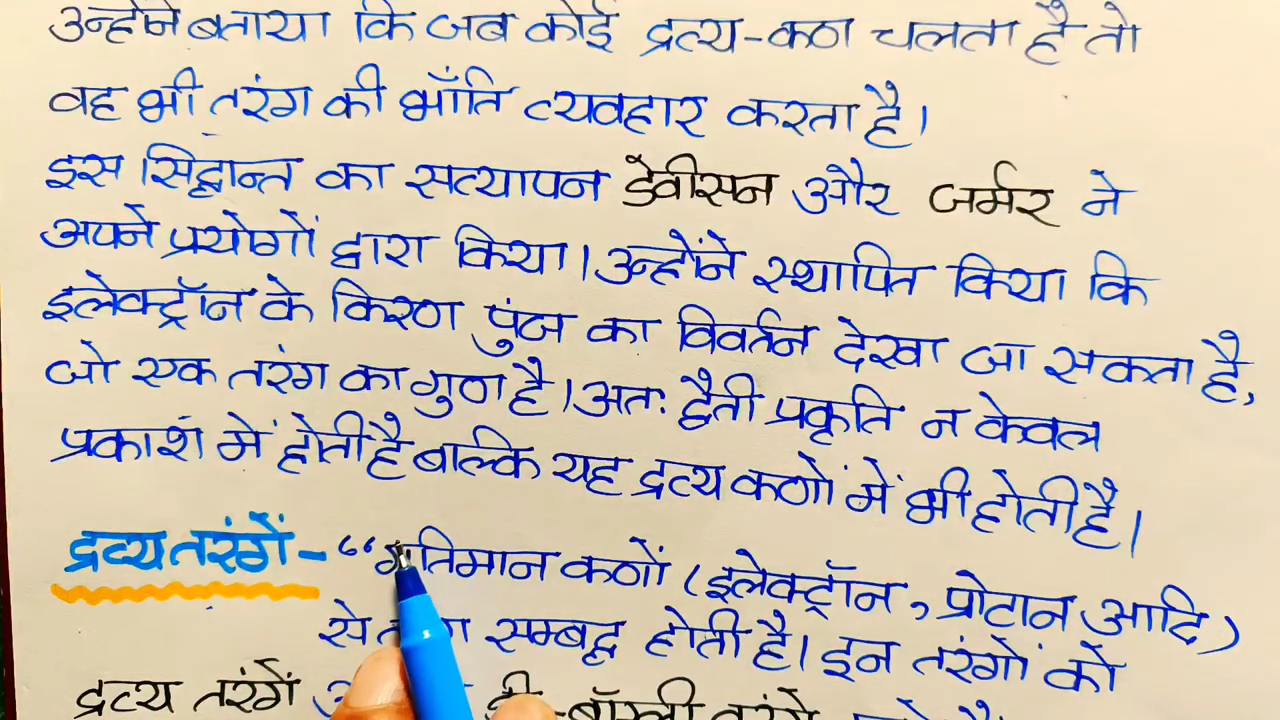 उन्होंने बताया कि जब कोई द्रव्य-कण चलता है तो
वह भी तरंग की भाँति व्यवहार करता है।
इस सिद्धान्त का सत्यापन डेवीसन और जर्मर ने
अपने प्रयोगों द्वारा किया। उन्होंने स्थापित किया कि
इलेक्ट्रॉन के किरण पुंज का विवर्तन देखा जा सकता है,
जो एक तरंग का गुण है। अतः द्वैती प्रकृति न केवल
प्रकाश में होती है बल्कि यह द्रव्य कणों में भी होती है।
द्रव्य तरंगें - “गतिमान कणों (इलेक्ट्रॉन, प्रोटान आदि)
से सम्बद्ध होती है। इन तरंगों को
द्रव्य तरंगें